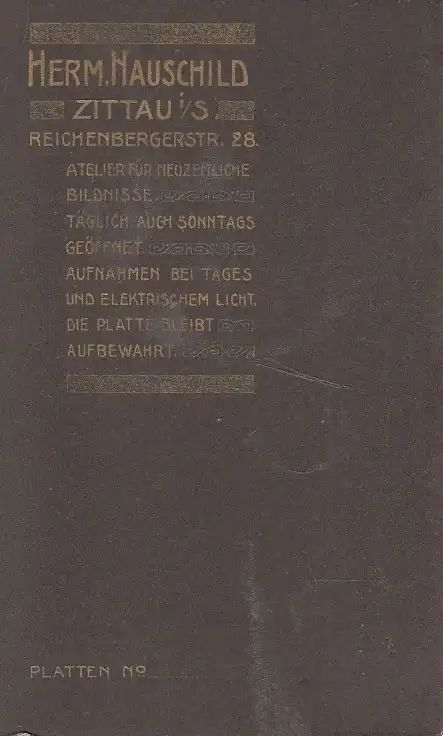 HERM. HAUSCHILD
ZITTAU i/S.
REICHENBERGERSTR. 28.
ATELIER FÜR NEUZEITLICHE
BILDNISSE.
TÄGLICH AUCH SONNTAGS
GEÖFFNET.
AUFNAHMEN BEI TAGES
UND ELEKTRISCHEM LICHT.
DIE PLATTE BLEIBT
AUFBEWAHRT.
PLATTEN No